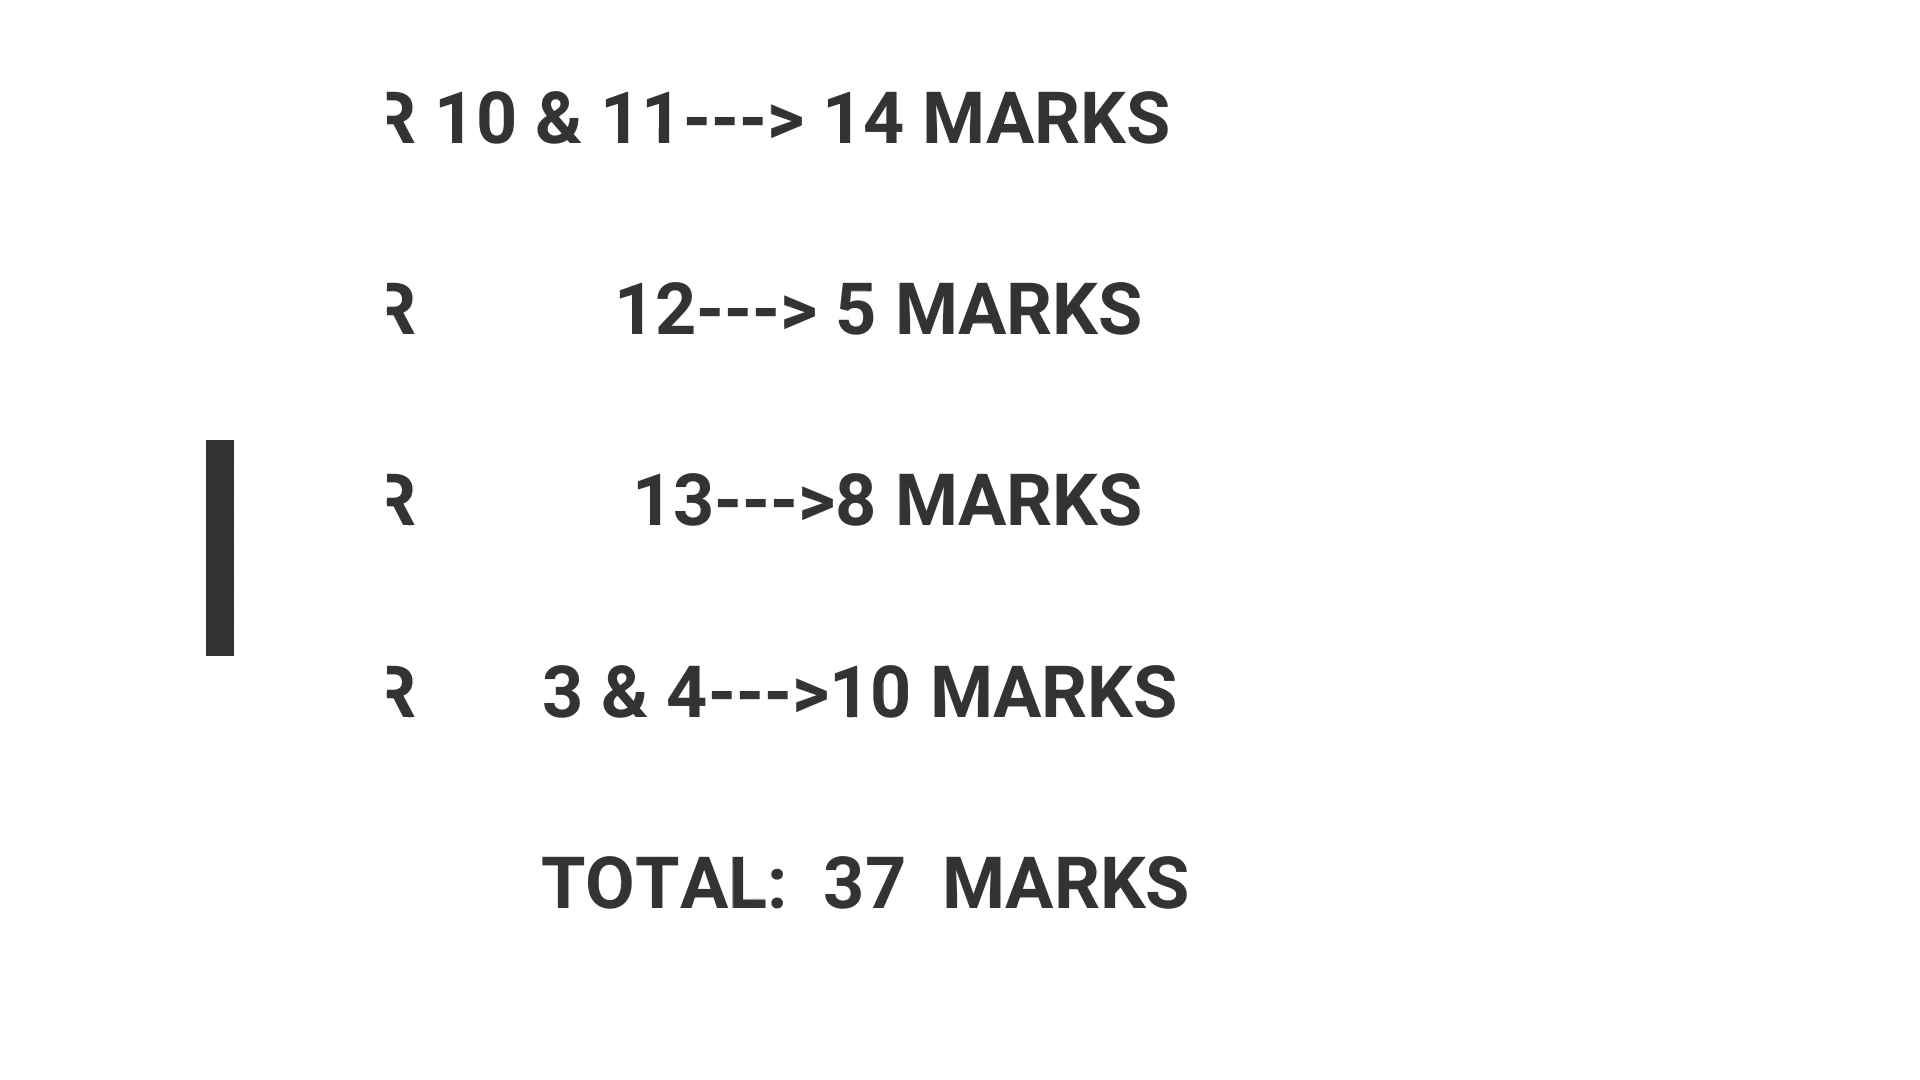 R 10 & 11---> 14 MARKS
R 12---> 5 MARKS
R 13--->8 MARKS
R 3 & 4--->10 MARKS
TOTAL: 37 MARKS